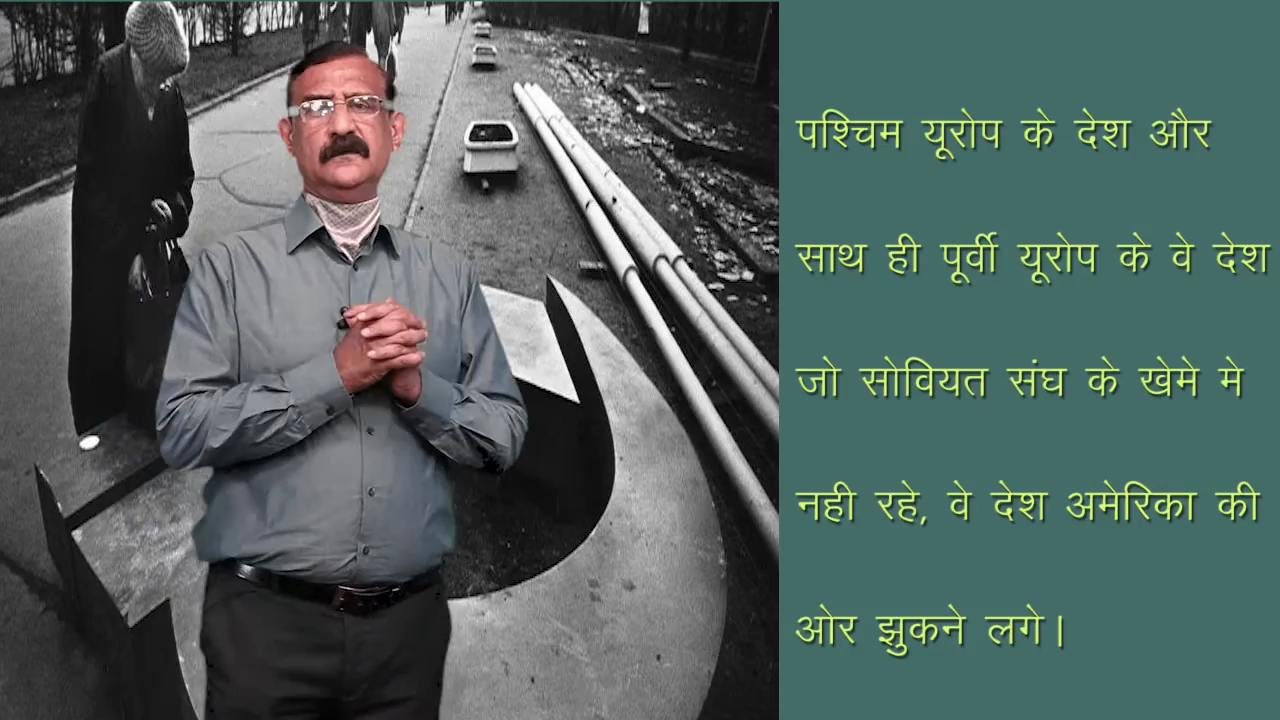 पश्चिम यूरोप के देश और
साथ ही पूर्वी यूरोप के वे देश
जो सोवियत संघ के खेमे मे
नही रहे, वे देश अमेरिका की
ओर झुकने लगे।